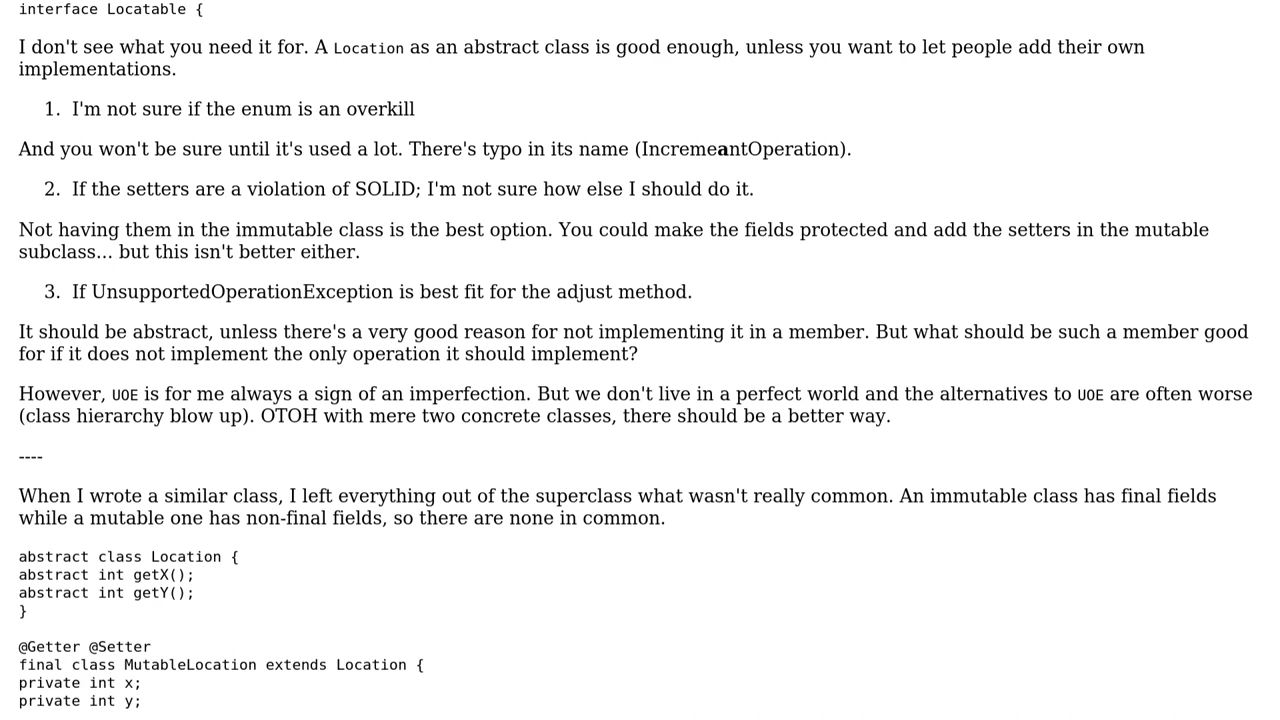 interface Locatable {
I don't see what you need it for. A Location as an abstract class is good enough, unless you want to let people add their own
implementations.
1. I'm not sure if the enum is an overkill
And you won't be sure until it's used a lot. There's typo in its name (IncremeantOperation).
2. If the setters are a violation of SOLID; I'm not sure how else I should do it.
Not having them in the immutable class is the best option. You could make the fields protected and add the setters in the mutable
subclass... but this isn't better either.
3. If UnsupportedOperationException is best fit for the adjust method.
It should be abstract, unless there's a very good reason for not implementing it in a member. But what should be such a member good
for if it does not implement the only operation it should implement?
However, UOE is for me always a sign of an imperfection. But we don't live in a perfect world and the alternatives to UOE are often worse
(class hierarchy blow up). OTOH with mere two concrete classes, there should be a better way.
----
When I wrote a similar class, I left everything out of the superclass what wasn't really common. An immutable class has final fields
while a mutable one has non-final fields, so there are none in common.
abstract class Location {
abstract int getX();
abstract int getY();
}
@Getter @Setter
final class MutableLocation extends Location {
private int x;
private int y;